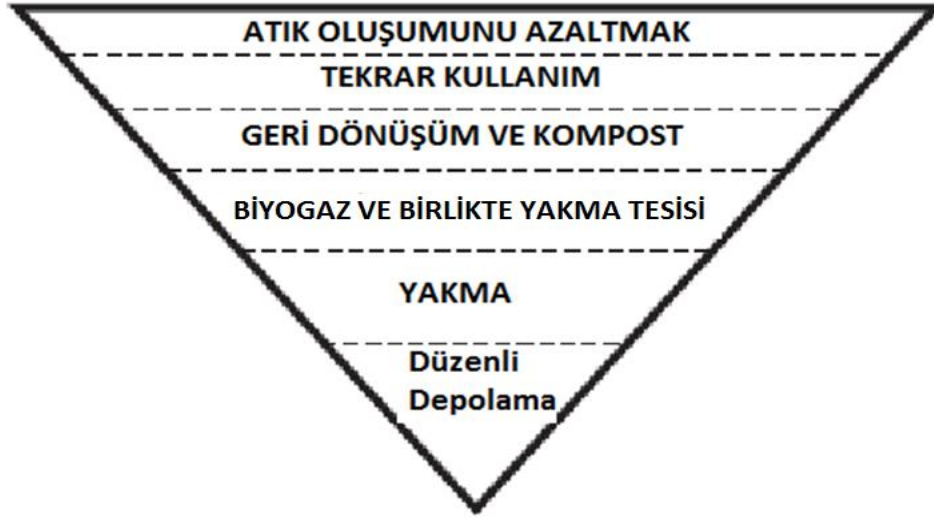 ATIK OLUŞUMUNU AZALTMAK
TEKRAR KULLANIM
GERİ DÖNÜŞÜM VE KOMPOST
BİYOGAZ VE BİRLİKTE YAKMA TESİSİ
YAKMA
Düzenli
Depolama